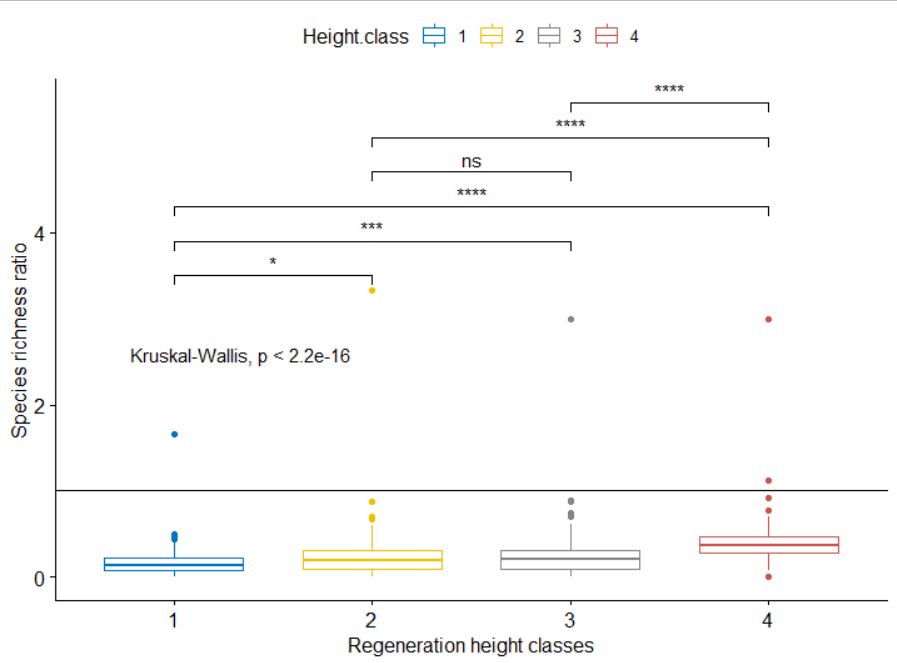 Height.class 1 2 3 4
****
****
ns
****
***
*
Kruskal-Wallis, p < 2.2e-16
Species richness ratio
4
2
0
1 2 3 4
Regeneration height classes